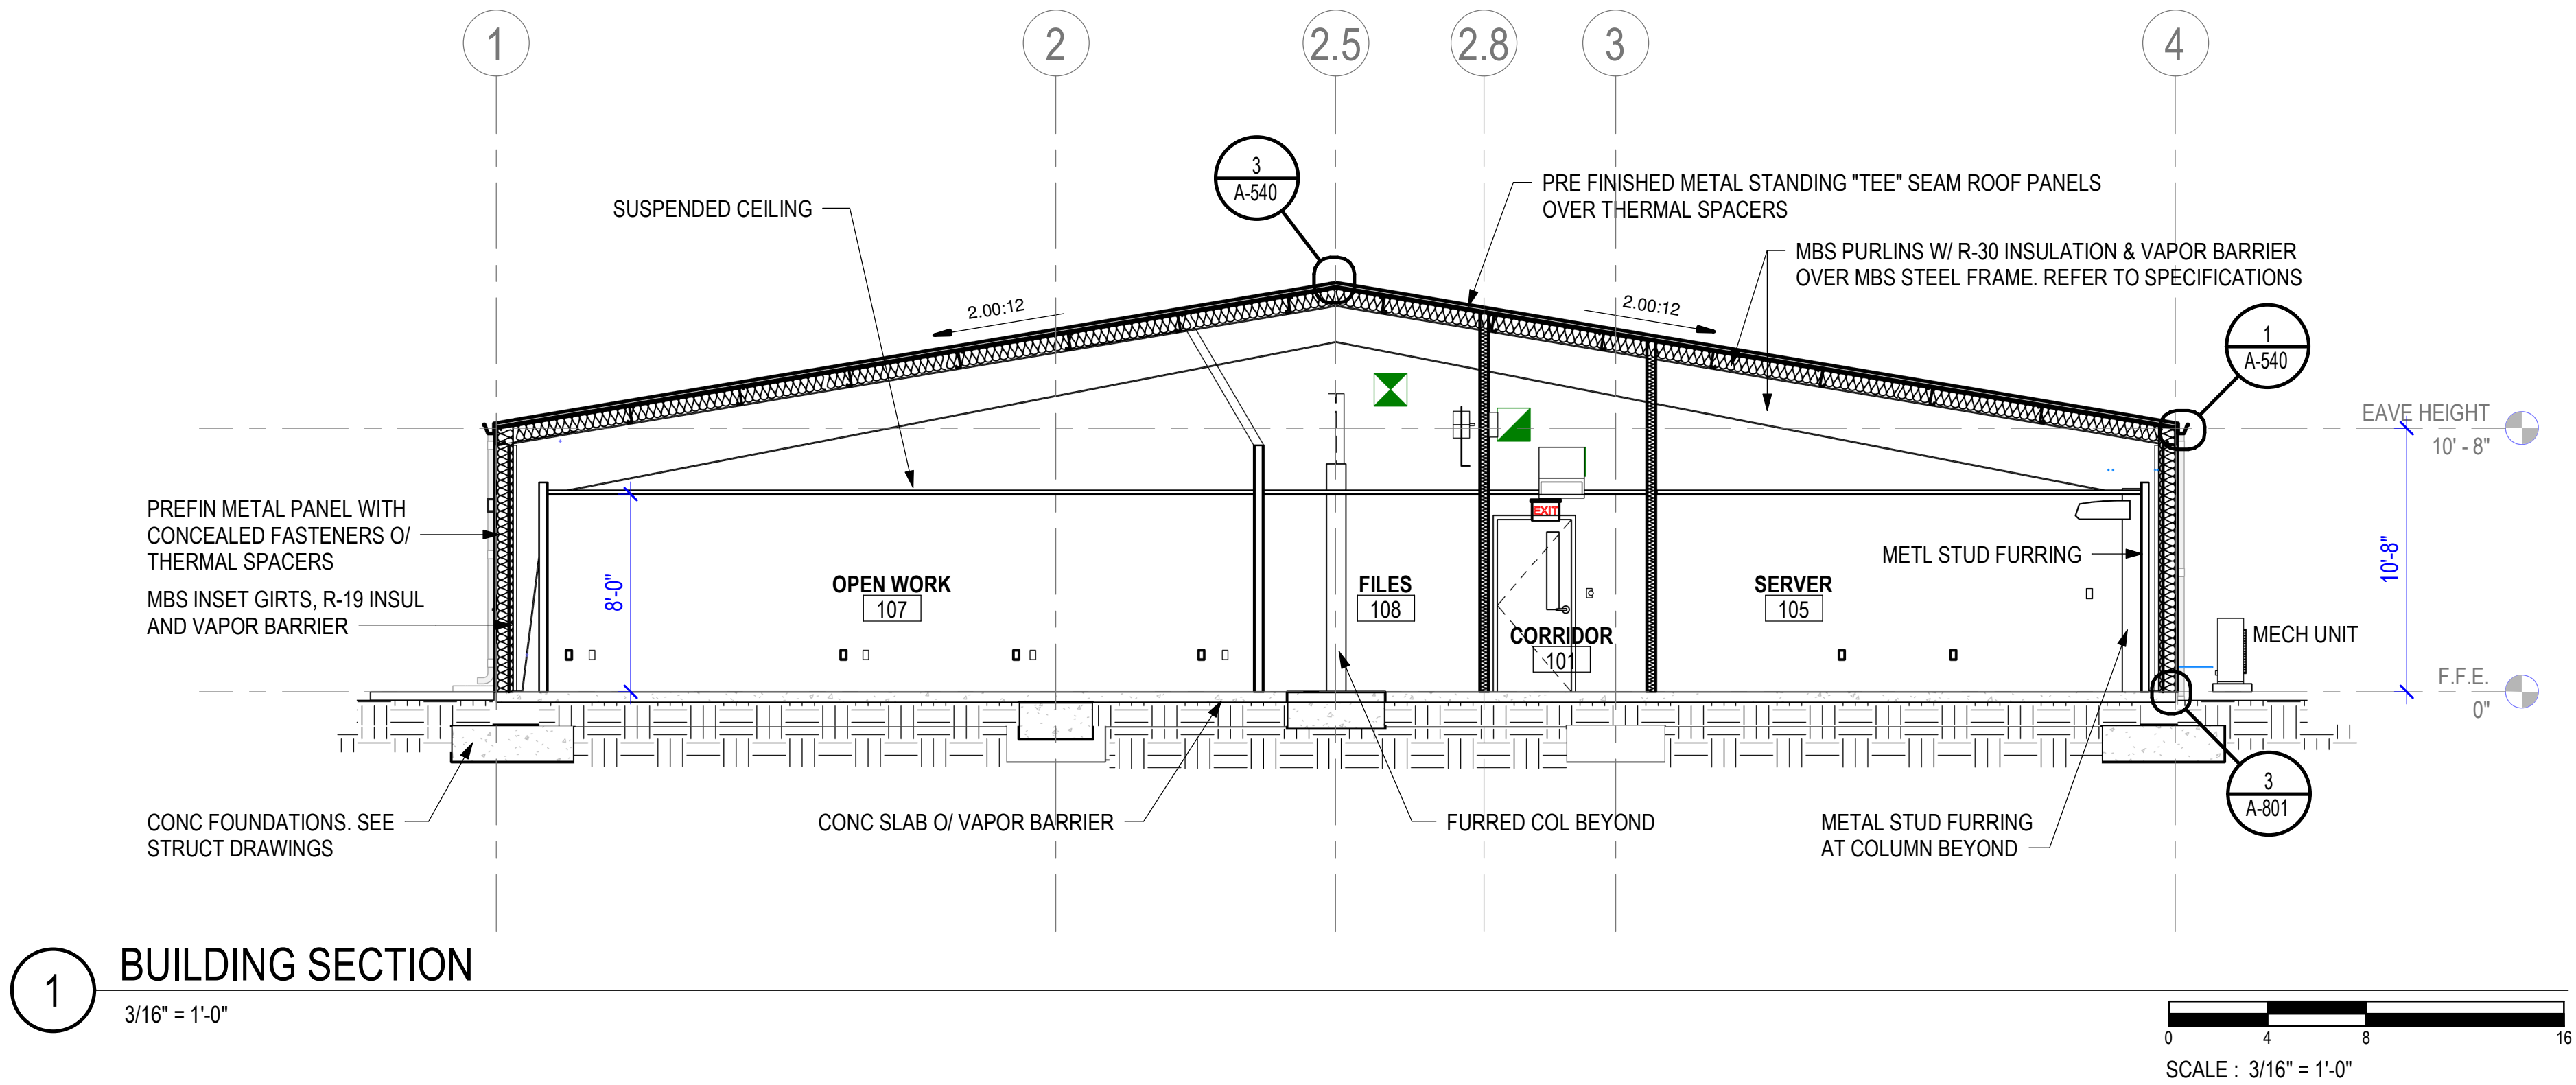 1
2
2.5
2.8
3
4
3
A-540
SUSPENDED CEILING
PRE FINISHED METAL STANDING "TEE" SEAM ROOF PANELS
OVER THERMAL SPACERS
MBS PURLINS W/ R-30 INSULATION & VAPOR BARRIER
OVER MBS STEEL FRAME. REFER TO SPECIFICATIONS
2.00:12
2.00:12
1
A-540
EAVE HEIGHT
10' - 8"
PREFIN METAL PANEL WITH
CONCEALED FASTENERS O/
THERMAL SPACERS
MBS INSET GIRTS, R-19 INSUL
AND VAPOR BARRIER
8'-0"
OPEN WORK
107
FILES
108
EXIT
CORRIDOR
101
SERVER
105
METL STUD FURRING
10'-8"
MECH UNIT
F.F.E.
0"
3
A-801
CONC FOUNDATIONS. SEE
STRUCT DRAWINGS
CONC SLAB O/ VAPOR BARRIER
FURRED COL BEYOND
METAL STUD FURRING
AT COLUMN BEYOND
1
BUILDING SECTION
3/16" = 1'-0"
0
4
8
16
SCALE : 3/16" = 1'-0"